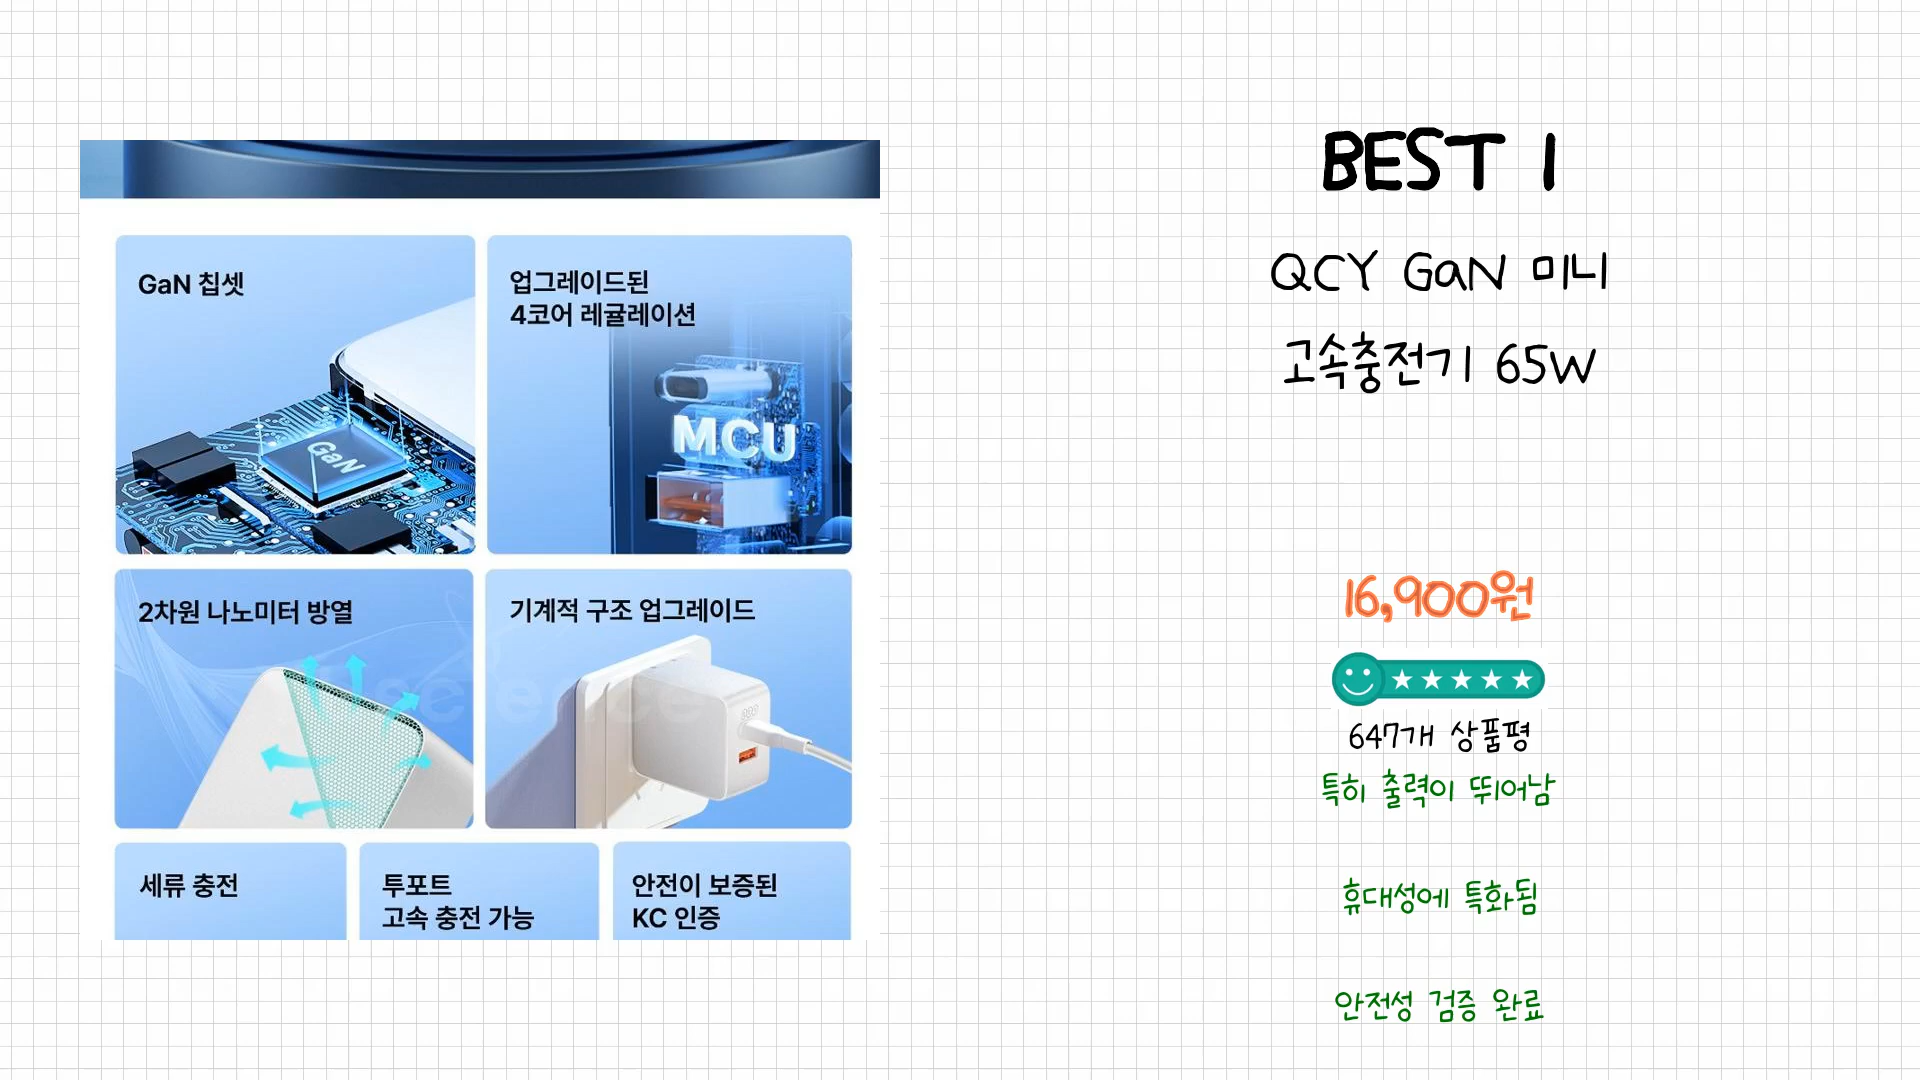 GaN 칩셋
업그레이드된
4코어 레귤레이션
GaN
MCU
2차원 나노미터 방열
기계적 구조 업그레이드
세류 충전
투포트
고속 충전 가능
안전이 보증된
KC 인증
BEST 1
QCY GaN 미니
고속충전기 65W
16,900원
647개 상품평
특히 출력이 뛰어남
휴대성에 특화됨
안전성 검증 완료